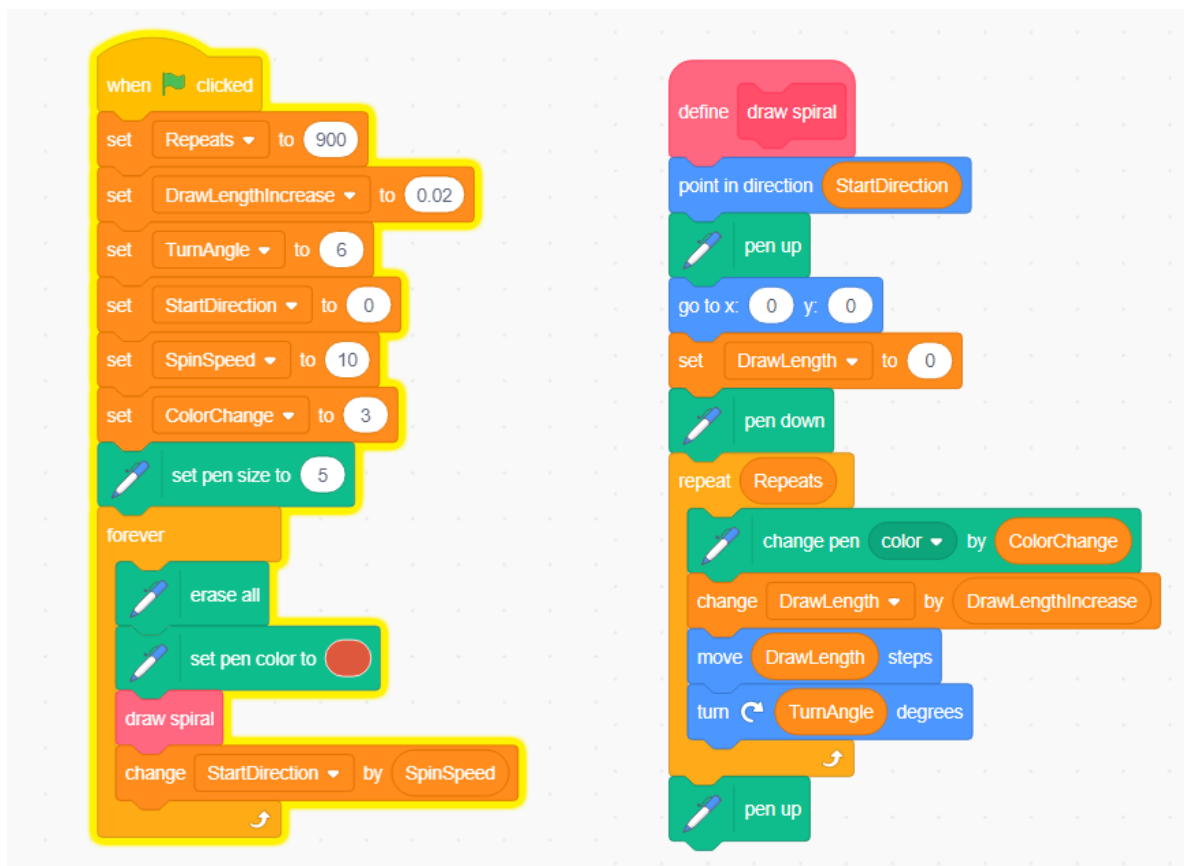 when clicked
set Repeats to 900
set DrawLengthIncrease to 0.02
set TurnAngle to 6
set StartDirection to 0
set SpinSpeed to 10
set ColorChange to 3
set pen size to 5
forever
erase all
set pen color to
draw spiral
change StartDirection by SpinSpeed
define draw spiral
point in direction StartDirection
pen up
go to x: 0 y: 0
set DrawLength to 0
pen down
repeat Repeats
change pen color by ColorChange
change DrawLength by DrawLengthIncrease
move DrawLength steps
turn TurnAngle degrees
pen up